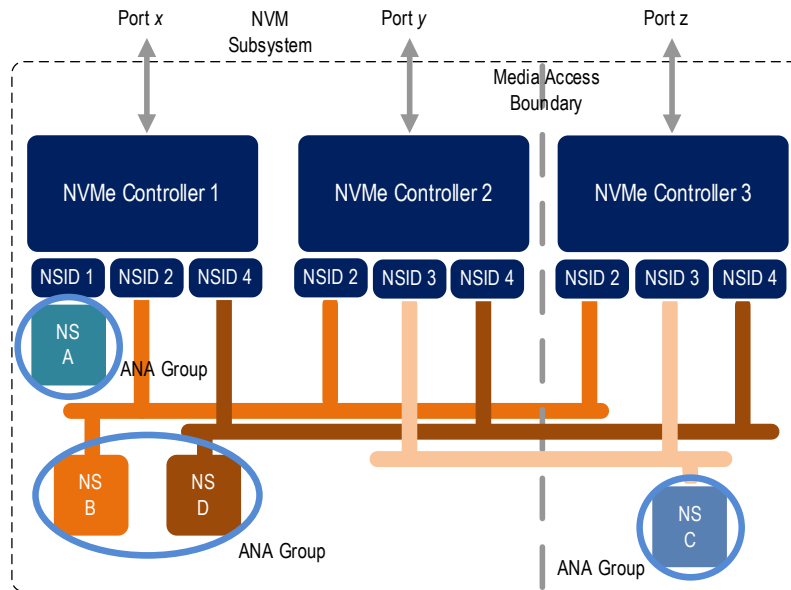 Port x
NVM
Subsystem
Port y
Port z
Media Access
Boundary
NVMe Controller 1
NVMe Controller 2
NVMe Controller 3
NSID 1
NSID 2
NSID 4
NSID 2
NSID 3
NSID 4
NSID 2
NSID 3
NSID 4
NS
A
ANA Group
NS
B
NS
D
ANA Group
NS
C
ANA Group